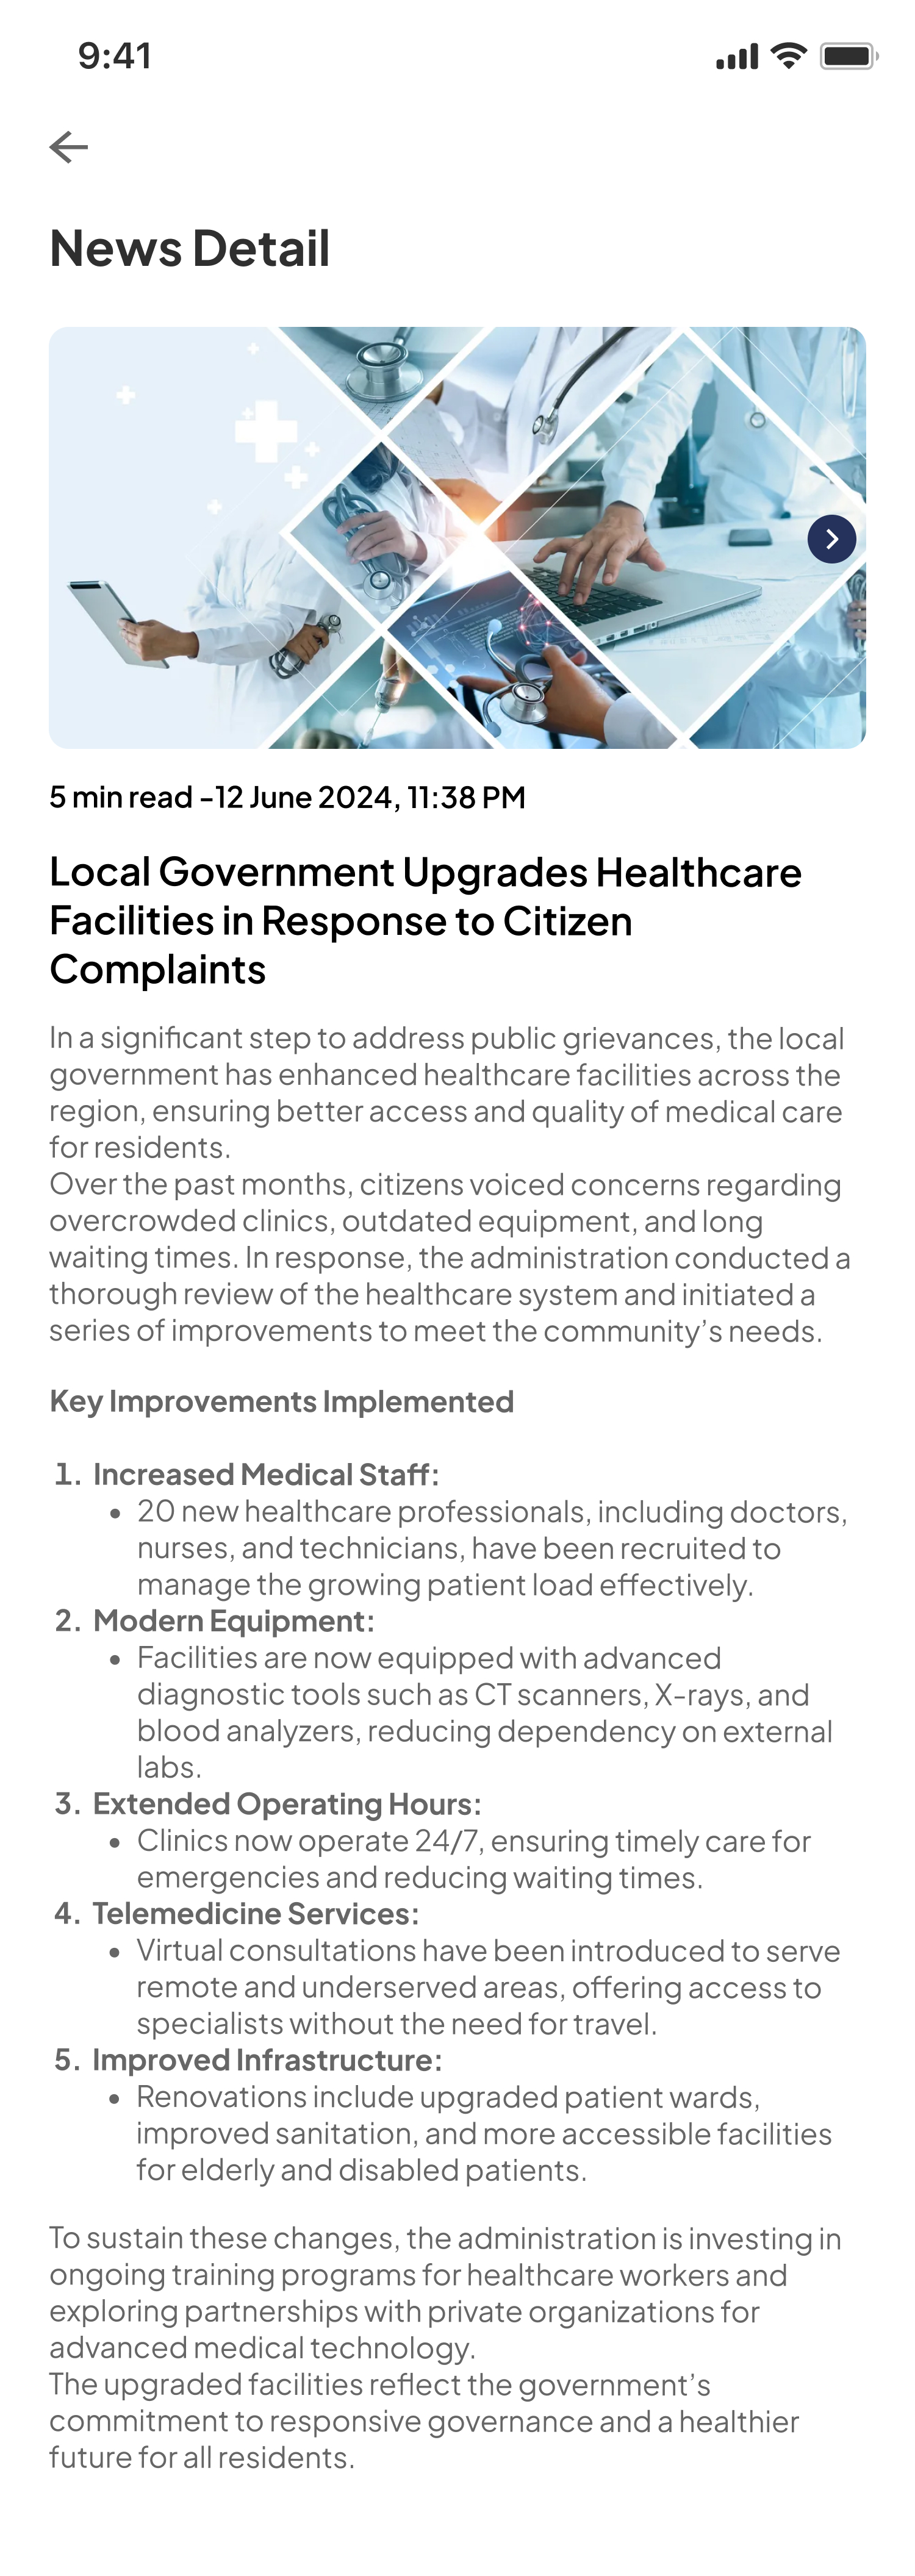 9:41
News Detail
5 min read -12 June 2024, 11:38 PM
Local Government Upgrades Healthcare
Facilities in Response to Citizen
Complaints
In a significant step to address public grievances, the local
government has enhanced healthcare facilities across the
region, ensuring better access and quality of medical care
for residents.
Over the past months, citizens voiced concerns regarding
overcrowded clinics, outdated equipment, and long
waiting times. In response, the administration conducted a
thorough review of the healthcare system and initiated a
series of improvements to meet the community’s needs.
Key Improvements Implemented
1. Increased Medical Staff:
• 20 new healthcare professionals, including doctors,
nurses, and technicians, have been recruited to
manage the growing patient load effectively.
2. Modern Equipment:
• Facilities are now equipped with advanced
diagnostic tools such as CT scanners, X-rays, and
blood analyzers, reducing dependency on external
labs.
3. Extended Operating Hours:
• Clinics now operate 24/7, ensuring timely care for
emergencies and reducing waiting times.
4. Telemedicine Services:
• Virtual consultations have been introduced to serve
remote and underserved areas, offering access to
specialists without the need for travel.
5. Improved Infrastructure:
• Renovations include upgraded patient wards,
improved sanitation, and more accessible facilities
for elderly and disabled patients.
To sustain these changes, the administration is investing in
ongoing training programs for healthcare workers and
exploring partnerships with private organizations for
advanced medical technology.
The upgraded facilities reflect the government’s
commitment to responsive governance and a healthier
future for all residents.